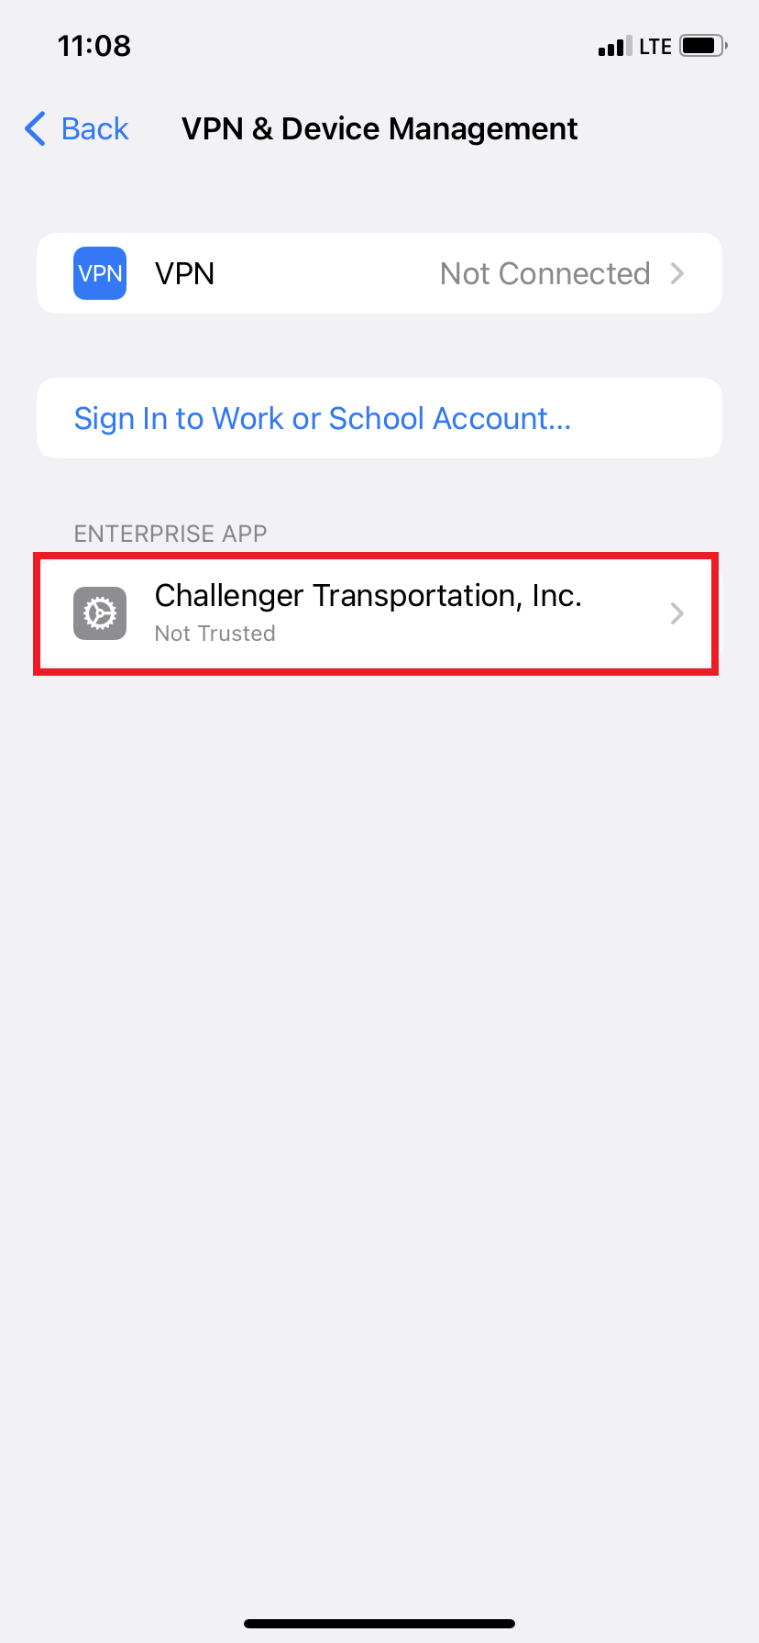 11:08
LTE
Back
VPN & Device Management
VPN
VPN
Not Connected
Sign In to Work or School Account...
ENTERPRISE APP
Challenger Transportation, Inc.
Not Trusted